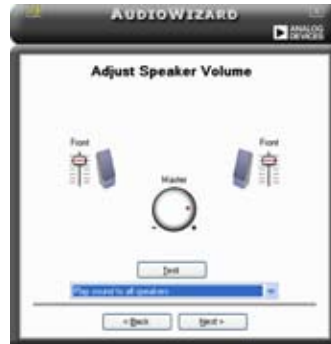 AUDIOWIZARD
ANALOG
DEVICES
Adjust Speaker Volume
Front
Front
Master
- +
Test
Play sound to all speakers
< Back
Next >